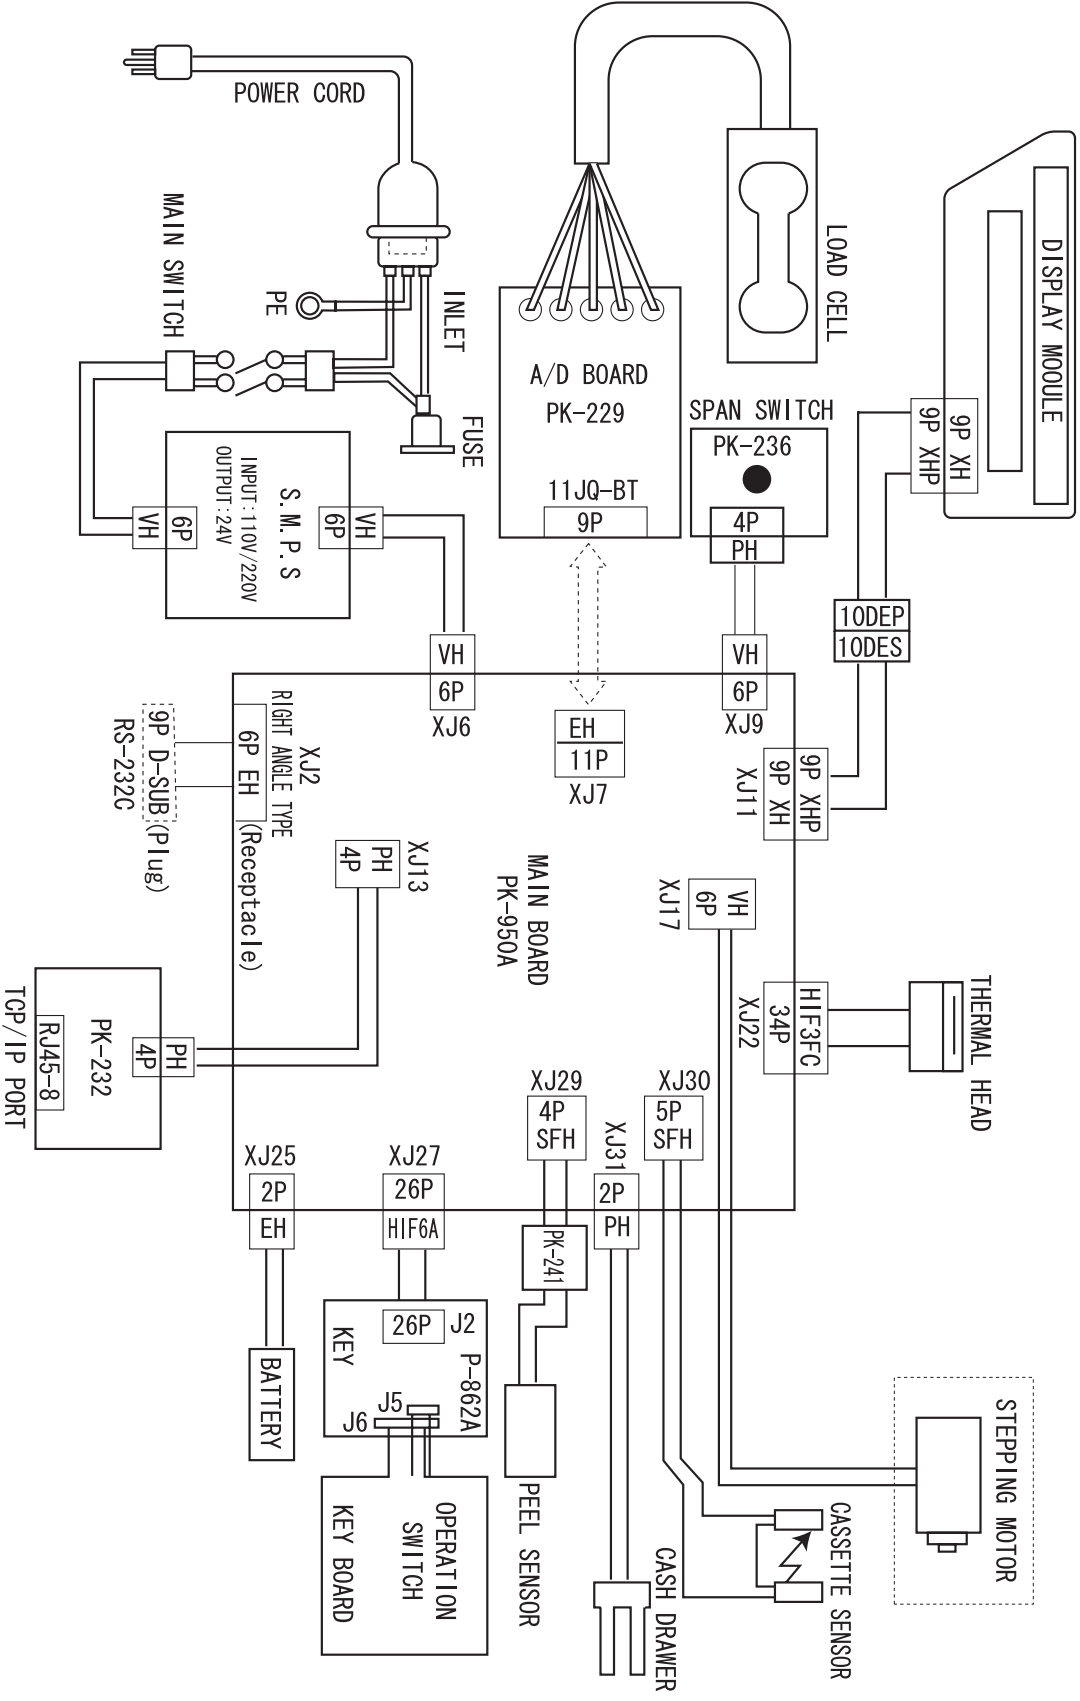 POWER CORD
MAIN SWITCH
PE
INLET
FUSE
LOAD CELL
DISPLAY MOOULE
A/D BOARD
PK-229
11JQ-BT
9P
SPAN SWITCH
PK-236
4P
PH
9P XH
9P XHP
10DEP
10DES
S.M.P.S
INPUT:110V/220V
OUTPUT:24V
6P
VH
VH
6P
VH
6P
XJ6
EH
11P
XJ7
VH
6P
XJ9
9P XHP
9P XH
XJ11
XJ2
RIGHT ANGLE TYPE
6P EH
(Receptacle)
9P D-SUB
(Plug)
RS-232C
XJ13
PH
4P
MAIN BOARD
PK-950A
XJ17
VH
6P
HIF3FC
34P
XJ22
THERMAL HEAD
PK-232
PH
4P
RJ45-8
TCP/IP PORT
XJ25
2P
EH
BATTERY
XJ27
26P
HIF6A
26P
J2
KEY
P-862A
J5
J6
OPERATION
SWITCH
KEY BOARD
XJ29
4P
SFH
PK-241
PEEL SENSOR
XJ31
2P
PH
CASH DRAWER
XJ30
5P
SFH
CASSETTE SENSOR
STEPPING MOTOR